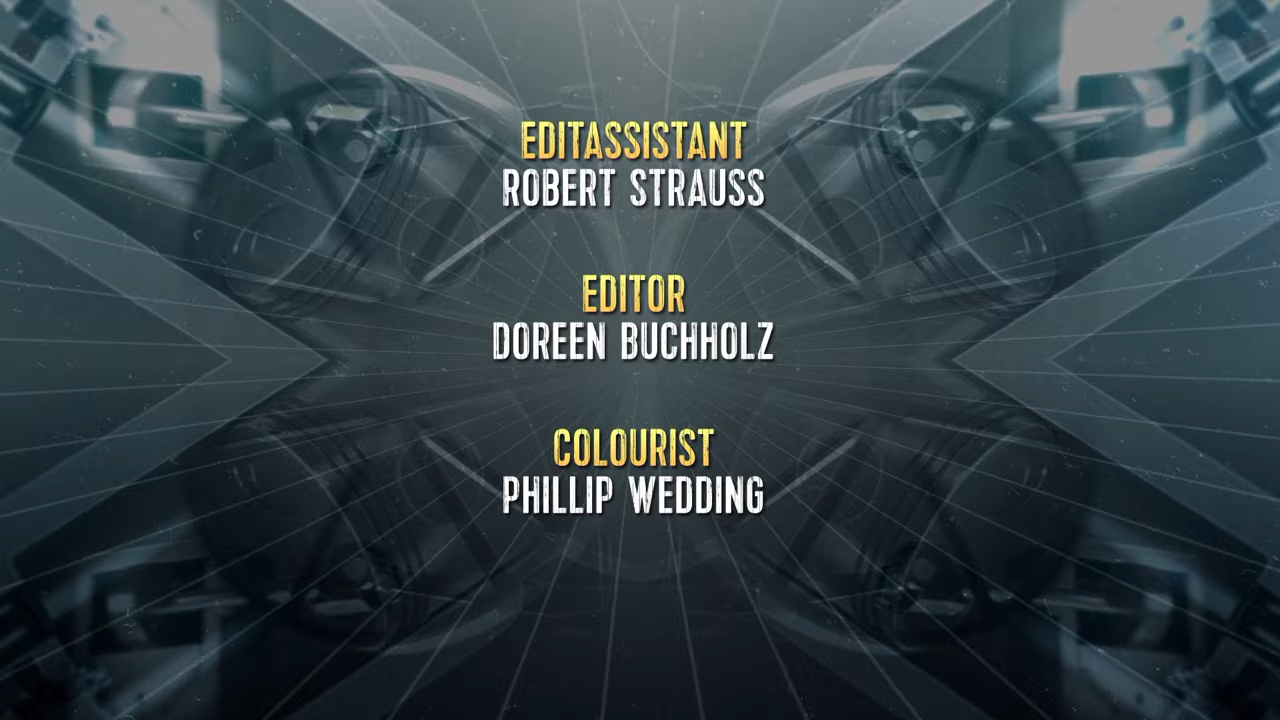 EDITASSISTANT
ROBERT STRAUSS
EDITOR
DOREEN BUCHHOLZ
COLOURIST
PHILLIP WEDDING